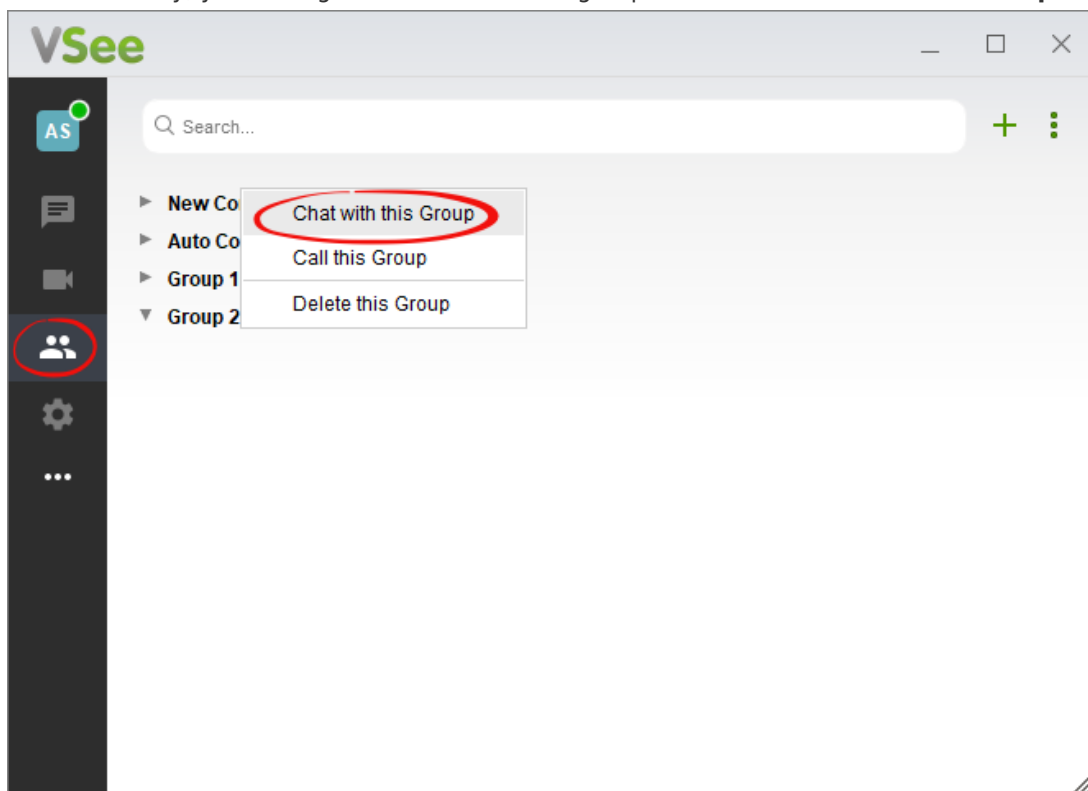 VSee
AS
Search...
New Co
Chat with this Group
Auto Co
Call this Group
Group 1
Delete this Group
Group 2